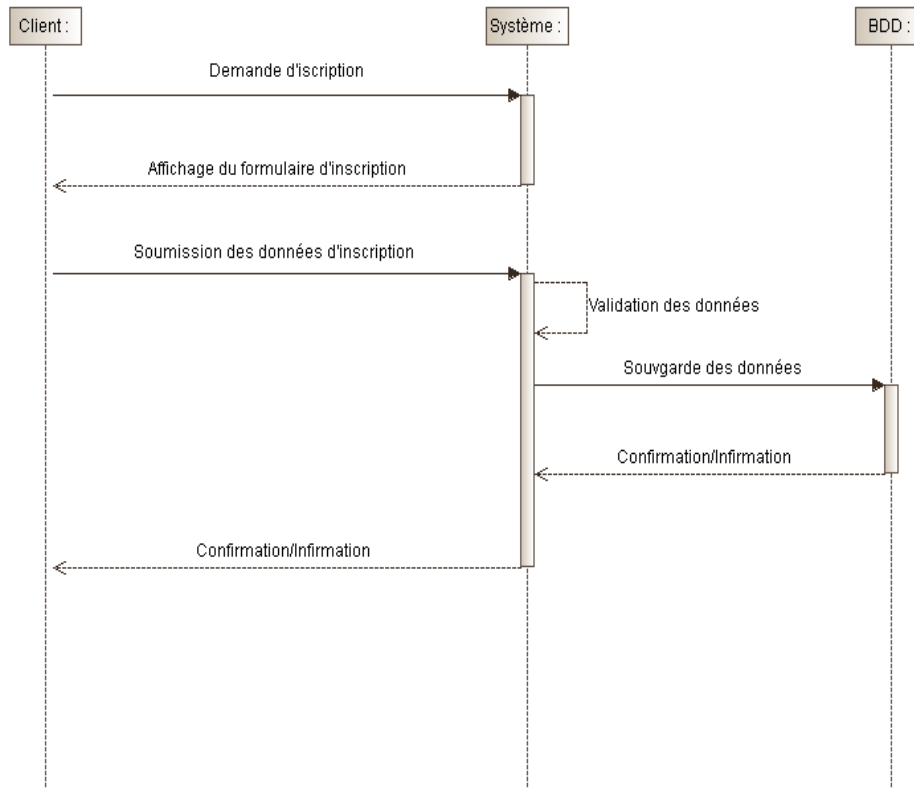 Client :
Système :
BDD :
Demande d'iscription
Affichage du formulaire d'inscription
Soumission des données d'inscription
Validation des données
Souvgarde des données
Confirmation/Infirmation
Confirmation/Infirmation